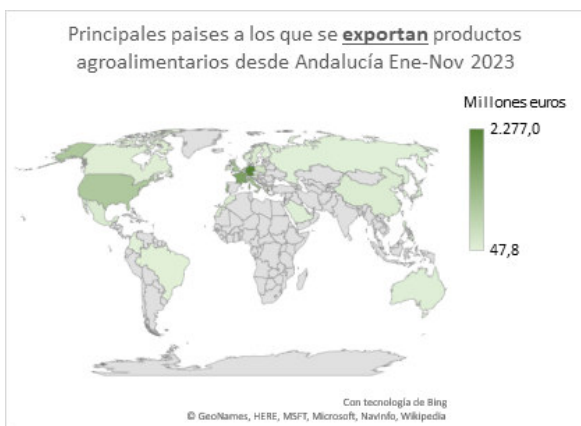 Principales paises a los que se exportan productos
agroalimentarios desde Andalucía Ene-Nov 2023
Millones euros
2.277,0
47,8
Con tecnología de Bing
© GeoNames, HERE, MSFT, Microsoft, NavInfo, Wikipedia